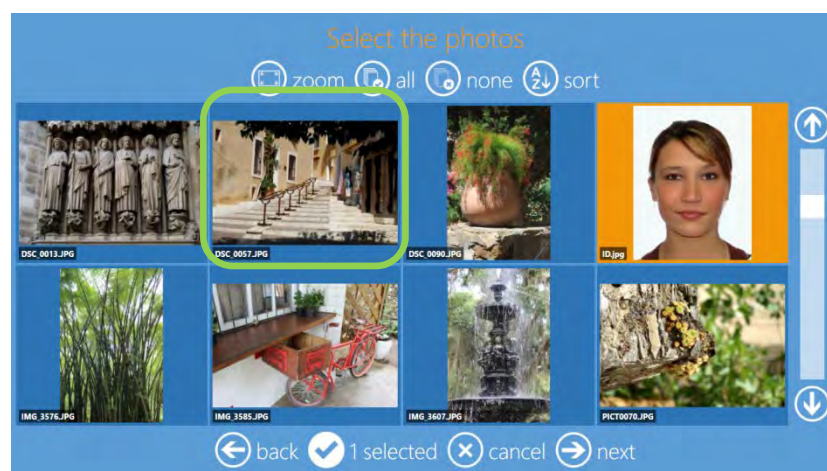 Select the photos
zoom all none sort
DSC_0013.JPG DSC_0057.JPG DSC_0090.JPG ID.jpg
IMG_3576.JPG IMG_3585.JPG IMG_3607.JPG PICT0070.JPG
back 1 selected cancel next